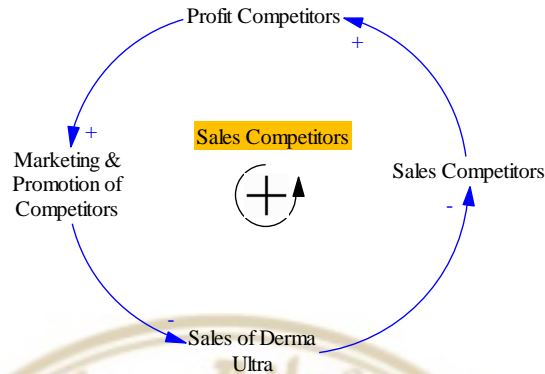 Profit Competitors
+
+
Sales Competitors
Marketing &
Promotion of
Competitors
Sales Competitors
+
-
-
Sales of Derma
Ultra